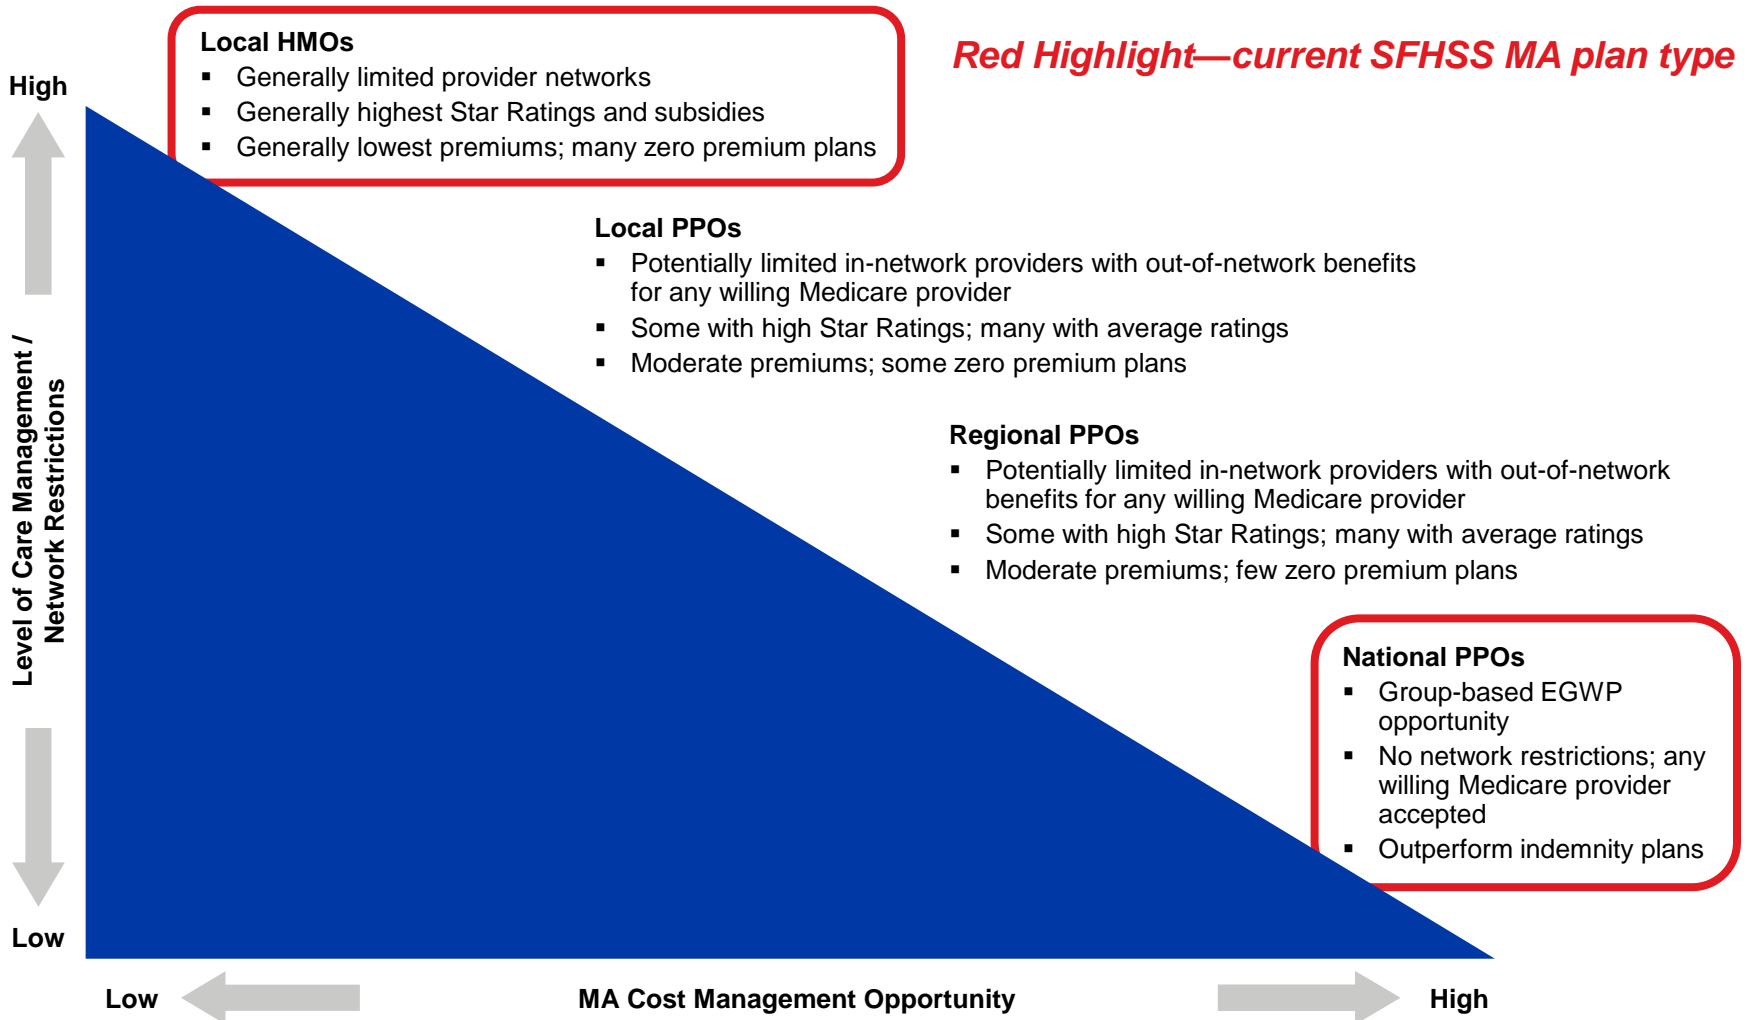 Red Highlight—current SFHSS MA plan type
Local HMOs
▪ Generally limited provider networks
▪ Generally highest Star Ratings and subsidies
▪ Generally lowest premiums; many zero premium plans
High
Local PPOs
▪ Potentially limited in-network providers with out-of-network benefits
for any willing Medicare provider
▪ Some with high Star Ratings; many with average ratings
▪ Moderate premiums; some zero premium plans
Level of Care Management /
Network Restrictions
Regional PPOs
▪ Potentially limited in-network providers with out-of-network
benefits for any willing Medicare provider
▪ Some with high Star Ratings; many with average ratings
▪ Moderate premiums; few zero premium plans
National PPOs
▪ Group-based EGWP
opportunity
▪ No network restrictions; any
willing Medicare provider
accepted
▪ Outperform indemnity plans
Low
Low
MA Cost Management Opportunity
High